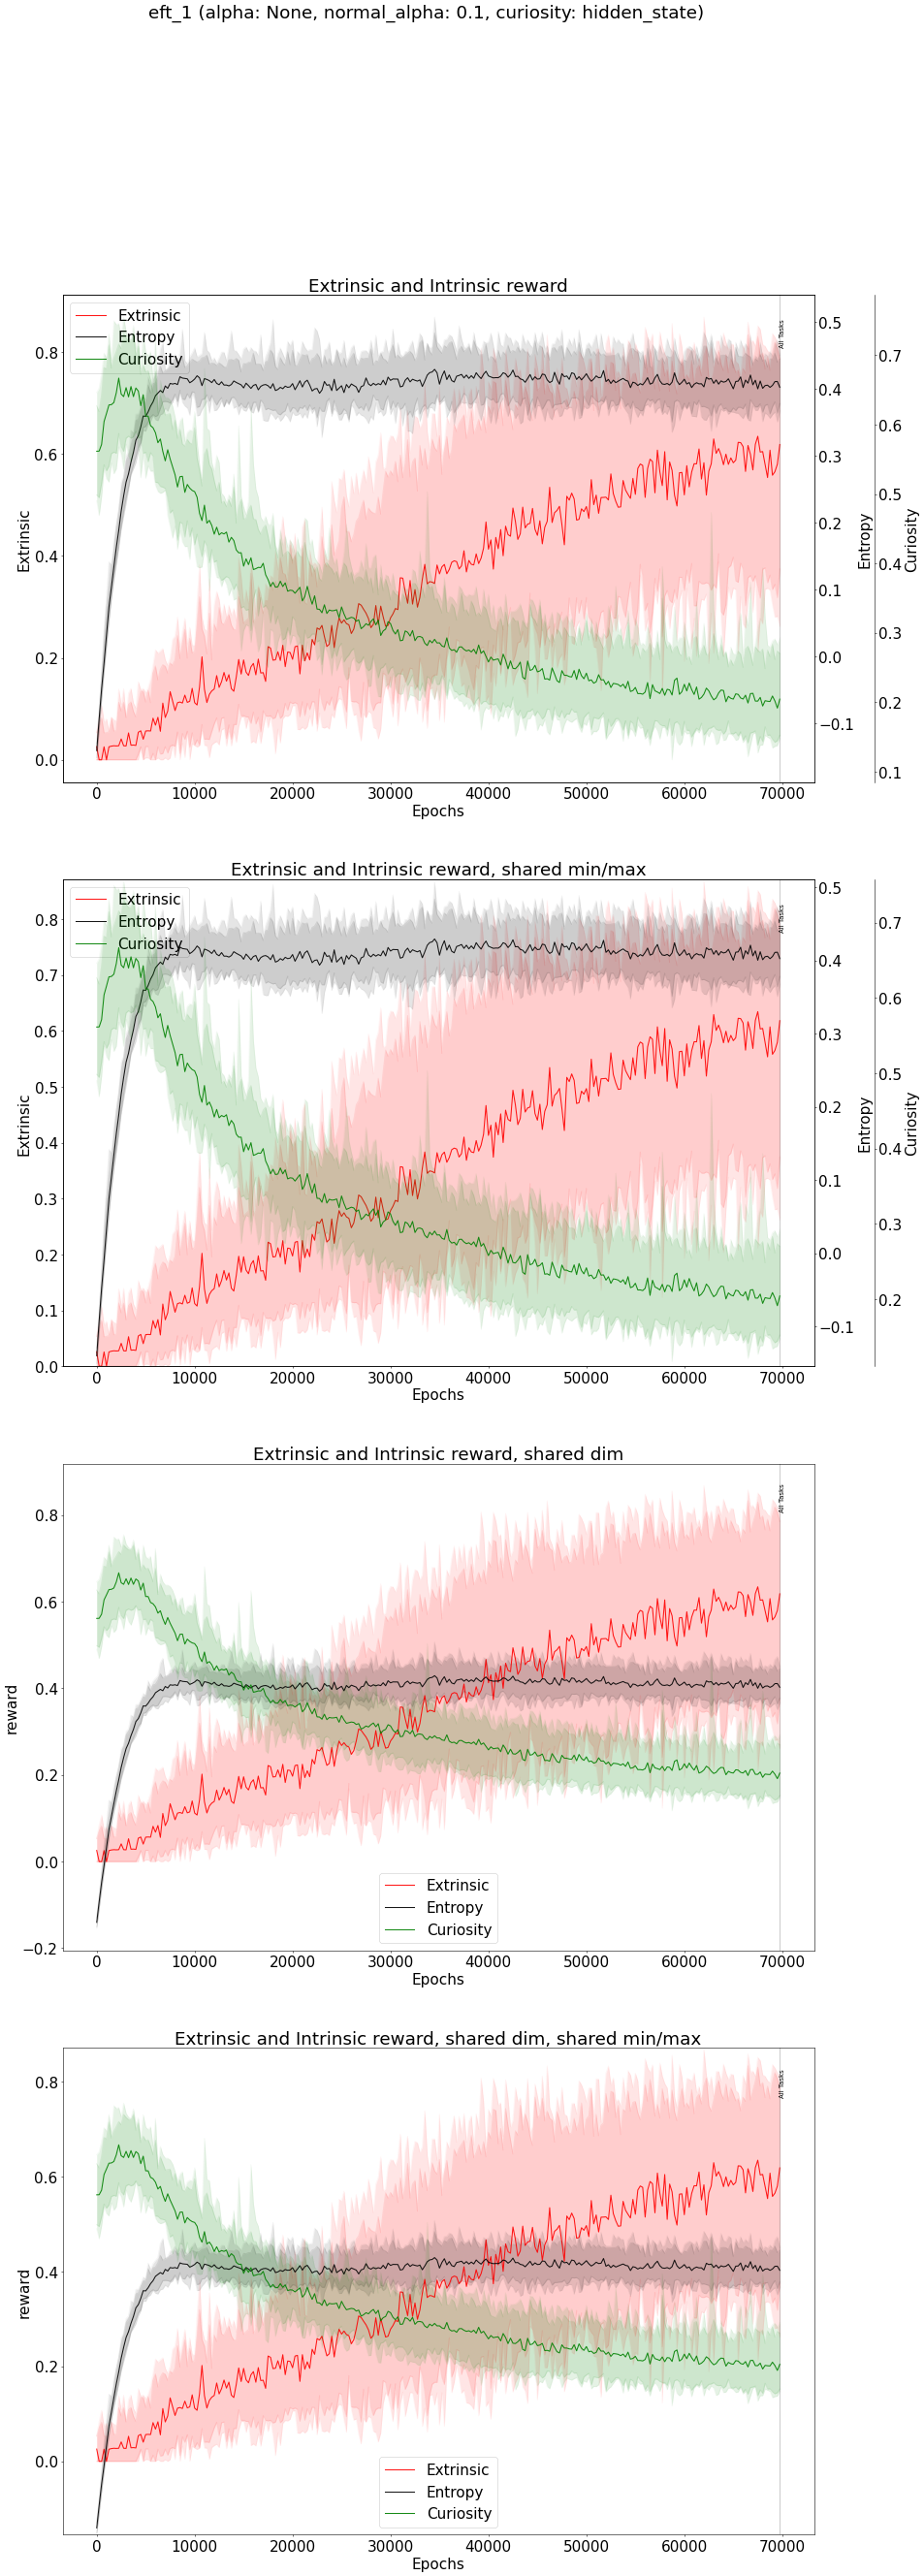 eft_1 (alpha: None, normal_alpha: 0.1, curiosity: hidden_state)
Extrinsic and Intrinsic reward
Extrinsic
Entropy
Curiosity
All Tasks
0.8
0.6
0.4
0.2
0.0
Extrinsic
0.5
0.4
0.3
0.2
0.1
0.0
−0.1
Entropy
0.7
0.6
0.5
0.4
0.3
0.2
0.1
Curiosity
0 10000 20000 30000 40000 50000 60000 70000
Epochs
Extrinsic and Intrinsic reward, shared min/max
Extrinsic
Entropy
Curiosity
All Tasks
0.8
0.7
0.6
0.5
0.4
0.3
0.2
0.1
0.0
Extrinsic
0.5
0.4
0.3
0.2
0.1
0.0
−0.1
Entropy
0.7
0.6
0.5
0.4
0.3
0.2
Curiosity
0 10000 20000 30000 40000 50000 60000 70000
Epochs
Extrinsic and Intrinsic reward, shared dim
All Tasks
0.8
0.6
0.4
0.2
0.0
−0.2
reward
Extrinsic
Entropy
Curiosity
0 10000 20000 30000 40000 50000 60000 70000
Epochs
Extrinsic and Intrinsic reward, shared dim, shared min/max
All Tasks
0.8
0.6
0.4
0.2
0.0
reward
Extrinsic
Entropy
Curiosity
0 10000 20000 30000 40000 50000 60000 70000
Epochs